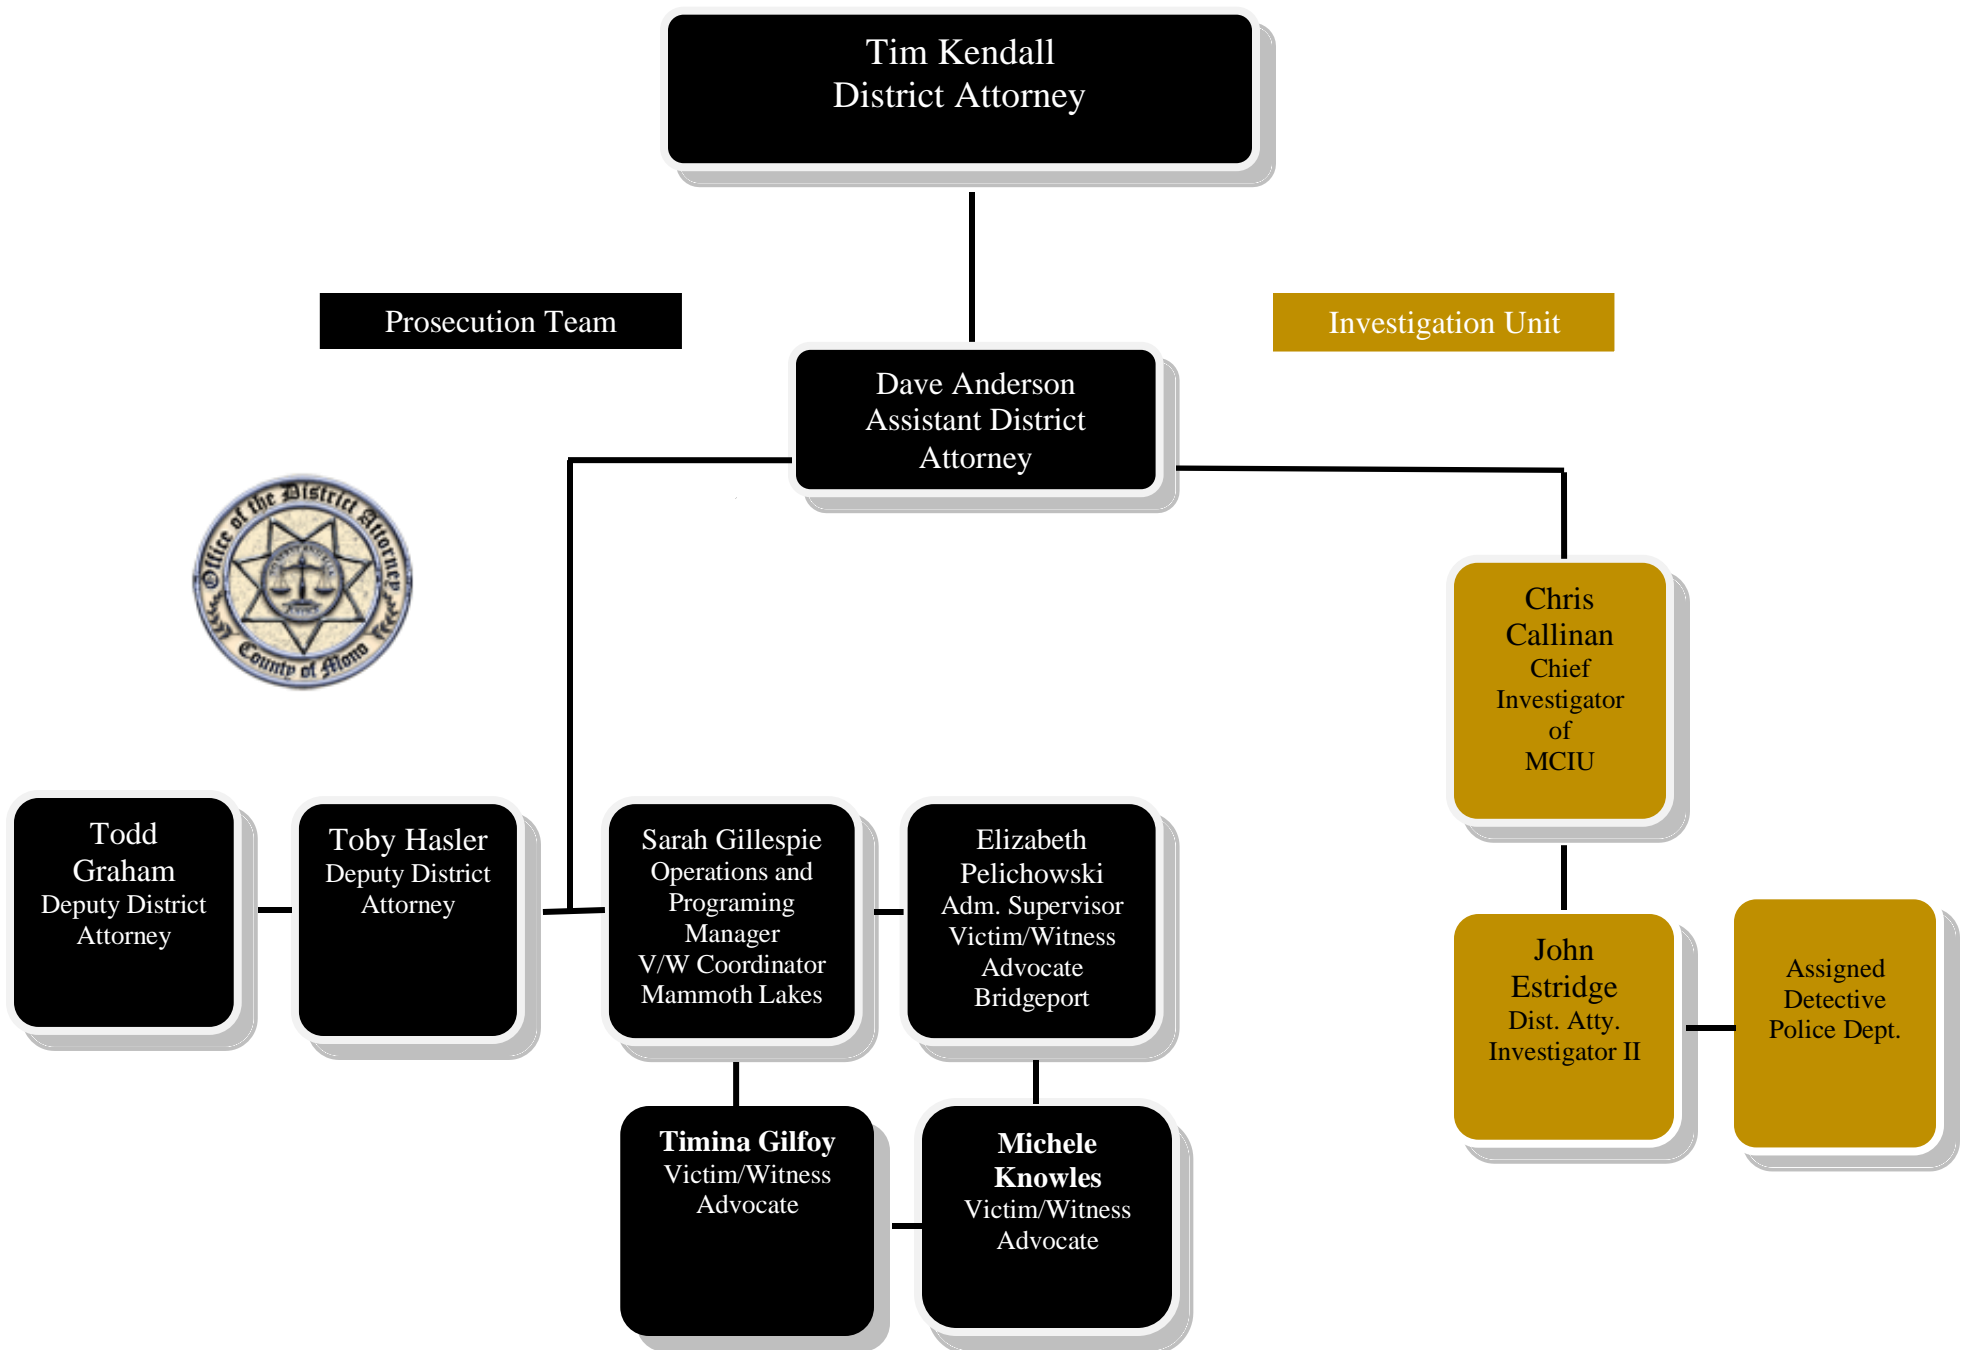 Tim Kendall
District Attorney
Prosecution Team
Investigation Unit
Dave Anderson
Assistant District
Attorney
Office of the District Attorney
County of Mono
Chris
Callinan
Chief
Investigator
of
MCIU
Todd
Graham
Deputy District
Attorney
Toby Hasler
Deputy District
Attorney
Sarah Gillespie
Operations and
Programing
Manager
V/W Coordinator
Mammoth Lakes
Elizabeth
Pelichowski
Adm. Supervisor
Victim/Witness
Advocate
Bridgeport
John
Estridge
Dist. Atty.
Investigator II
Assigned
Detective
Police Dept.
Timina Gilfoy
Victim/Witness
Advocate
Michele
Knowles
Victim/Witness
Advocate